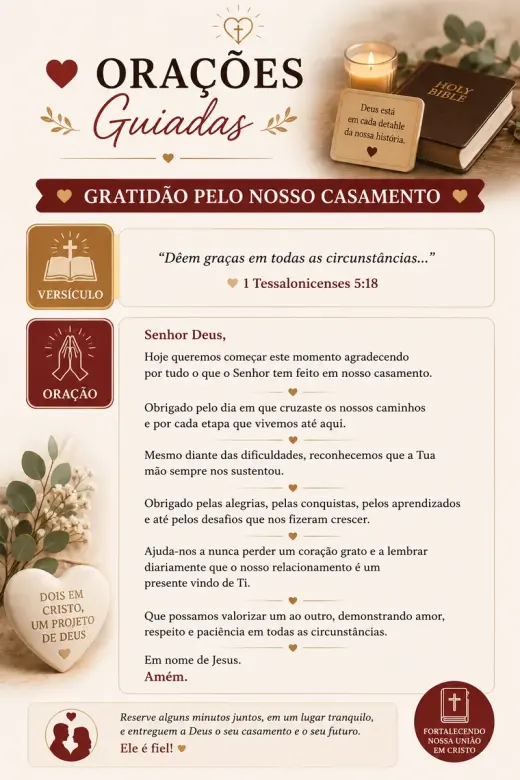 ORAÇÕES
Guiadas
HOLY
BIBLE
Deus está
em cada detahle
da nossa história.
GRATIDÃO PELO NOSSO CASAMENTO
VERSÍCULO
“Dêem graças em todas as circunstâncias...”
1 Tessalonicenses 5:18
ORAÇÃO
Senhor Deus,
Hoje queremos começar este momento agradecendo
por tudo o que o Senhor tem feito em nosso casamento.
Obrigado pelo dia em que cruzaste os nossos caminhos
e por cada etapa que vivemos até aqui.
Mesmo diante das dificuldades, reconhecemos que a Tua
mão sempre nos sustentou.
Obrigado pelas alegrias, pelas conquistas, pelos aprendizados
e até pelos desafios que nos fizeram crescer.
Ajuda-nos a nunca perder um coração grato e a lembrar
diariamente que o nosso relacionamento é um
presente vindo de Ti.
Que possamos valorizar um ao outro, demonstrando amor,
respeito e paciência em todas as circunstâncias.
Em nome de Jesus.
Amém.
DOIS EM
CRISTO,
UM PROJETO
DE DEUS
Reserve alguns minutos juntos, em um lugar tranquilo,
e entreguem a Deus o seu casamento e o seu futuro.
Ele é fiel!
FORTALECENDO
NOSSA UNIÃO
EM CRISTO